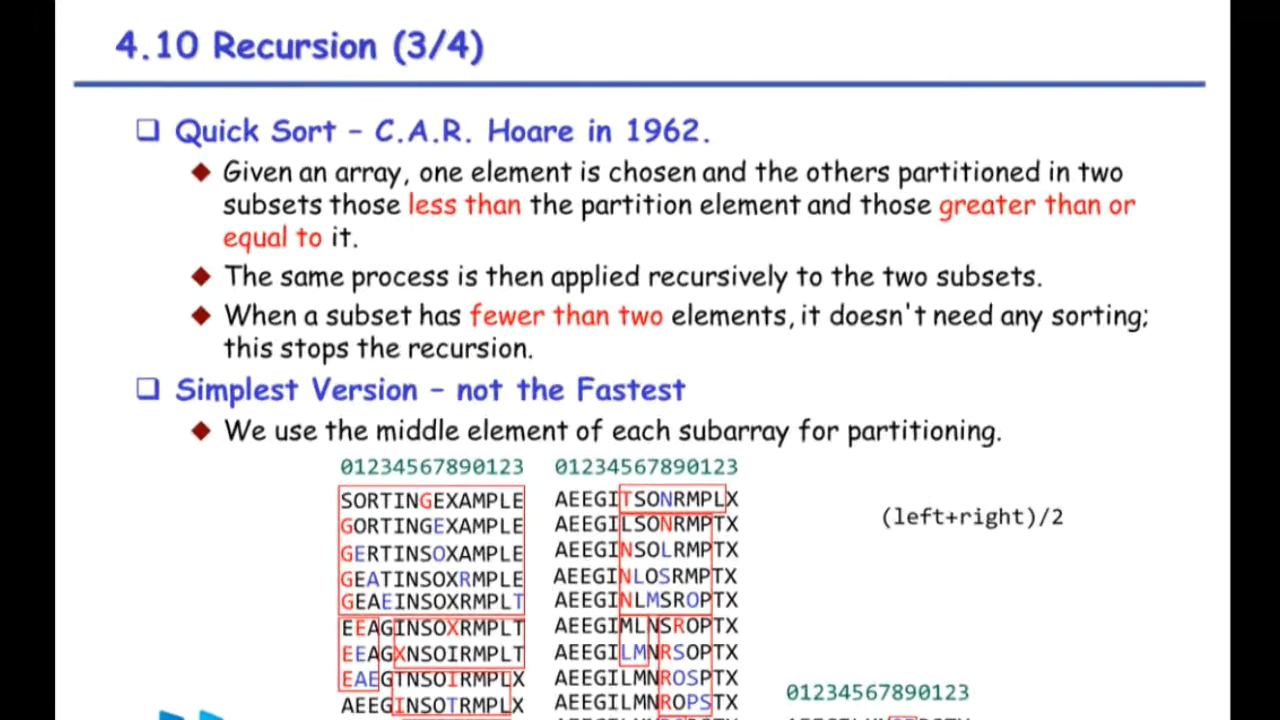 4.10 Recursion (3/4)
Quick Sort – C.A.R. Hoare in 1962.
Given an array, one element is chosen and the others partitioned in two
subsets those less than the partition element and those greater than or
equal to it.
The same process is then applied recursively to the two subsets.
When a subset has fewer than two elements, it doesn't need any sorting;
this stops the recursion.
Simplest Version – not the Fastest
We use the middle element of each subarray for partitioning.
01234567890123
SORTINGEXAMPLE
GORTINGEXAMPLE
GERTINSOXAMPLE
GEATINSOXRMPLE
GEAEINSOXRMPLT
EEAGINSOXRMPLT
EEAGXNSOIRMPLT
EAEGTNSOIRMPLX
AEEGINSOTRMPLX
01234567890123
AEEGITSONRMPLX
AEEGILSONRMPTX
AEEGINSOLRMPTX
AEEGINLOSRMPTX
AEEGINLMSROPTX
AEEGIMLNSROPTX
AEEGILMNRSOPTX
AEEGILMNROSPTX
AEEGILMNROPSTX
(left+right)/2
01234567890123